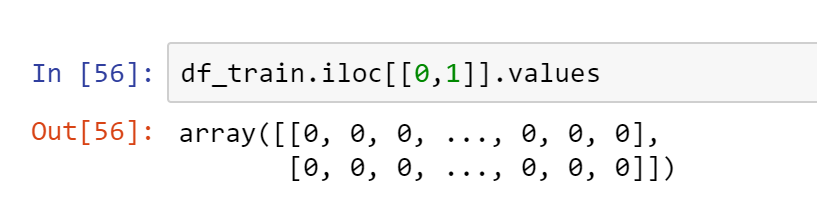 In [56]: df_train.iloc[[0,1]].values
Out[56]: array([[0, 0, 0, ..., 0, 0, 0],
[0, 0, 0, ..., 0, 0, 0]])